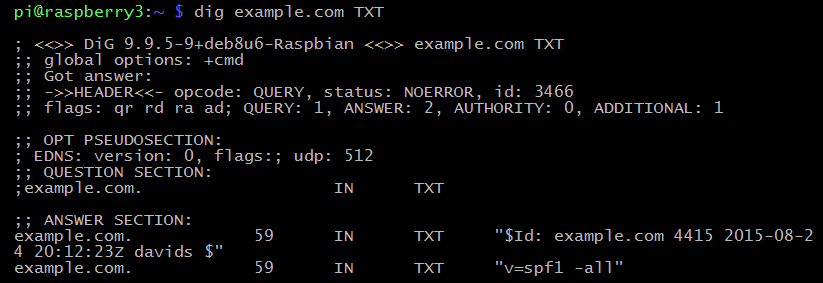 pi@raspberry3:~ $ dig example.com TXT
; <<>> DiG 9.9.5-9+deb8u6-Raspbian <<>> example.com TXT
;; global options: +cmd
;; Got answer:
;; ->>HEADER<<- opcode: QUERY, status: NOERROR, id: 3466
;; flags: qr rd ra ad; QUERY: 1, ANSWER: 2, AUTHORITY: 0, ADDITIONAL: 1
;; OPT PSEUDOSECTION:
; EDNS: version: 0, flags:; udp: 512
;; QUESTION SECTION:
;example.com. IN TXT
;; ANSWER SECTION:
example.com. 59 IN TXT "$Id: example.com 4415 2015-08-2
4 20:12:23Z davids $"
example.com. 59 IN TXT "v=spf1 -all"